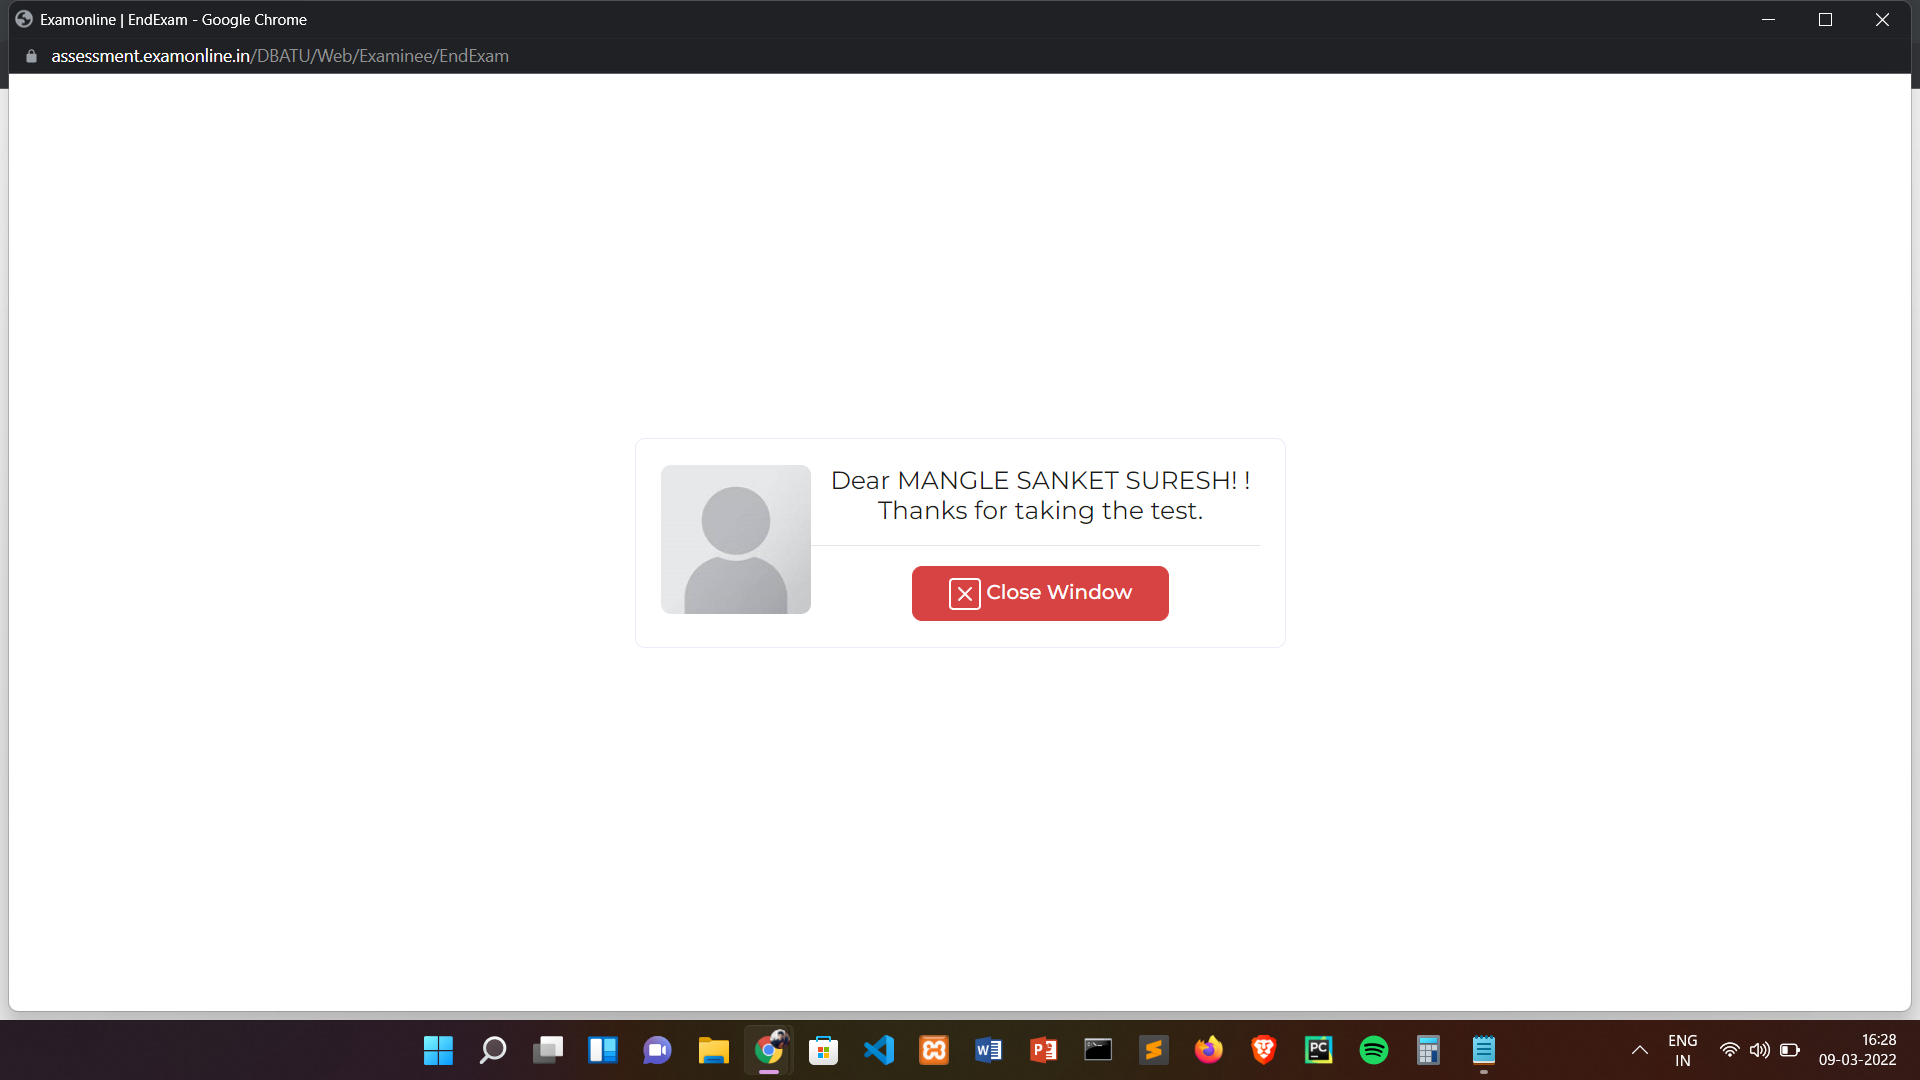 Examonline | EndExam - Google Chrome
assessment.examonline.in/DBATU/Web/Examinee/EndExam
Dear MANGLE SANKET SURESH! !
Thanks for taking the test.
Close Window
W
P
PC
ENG
IN
16:28
09-03-2022